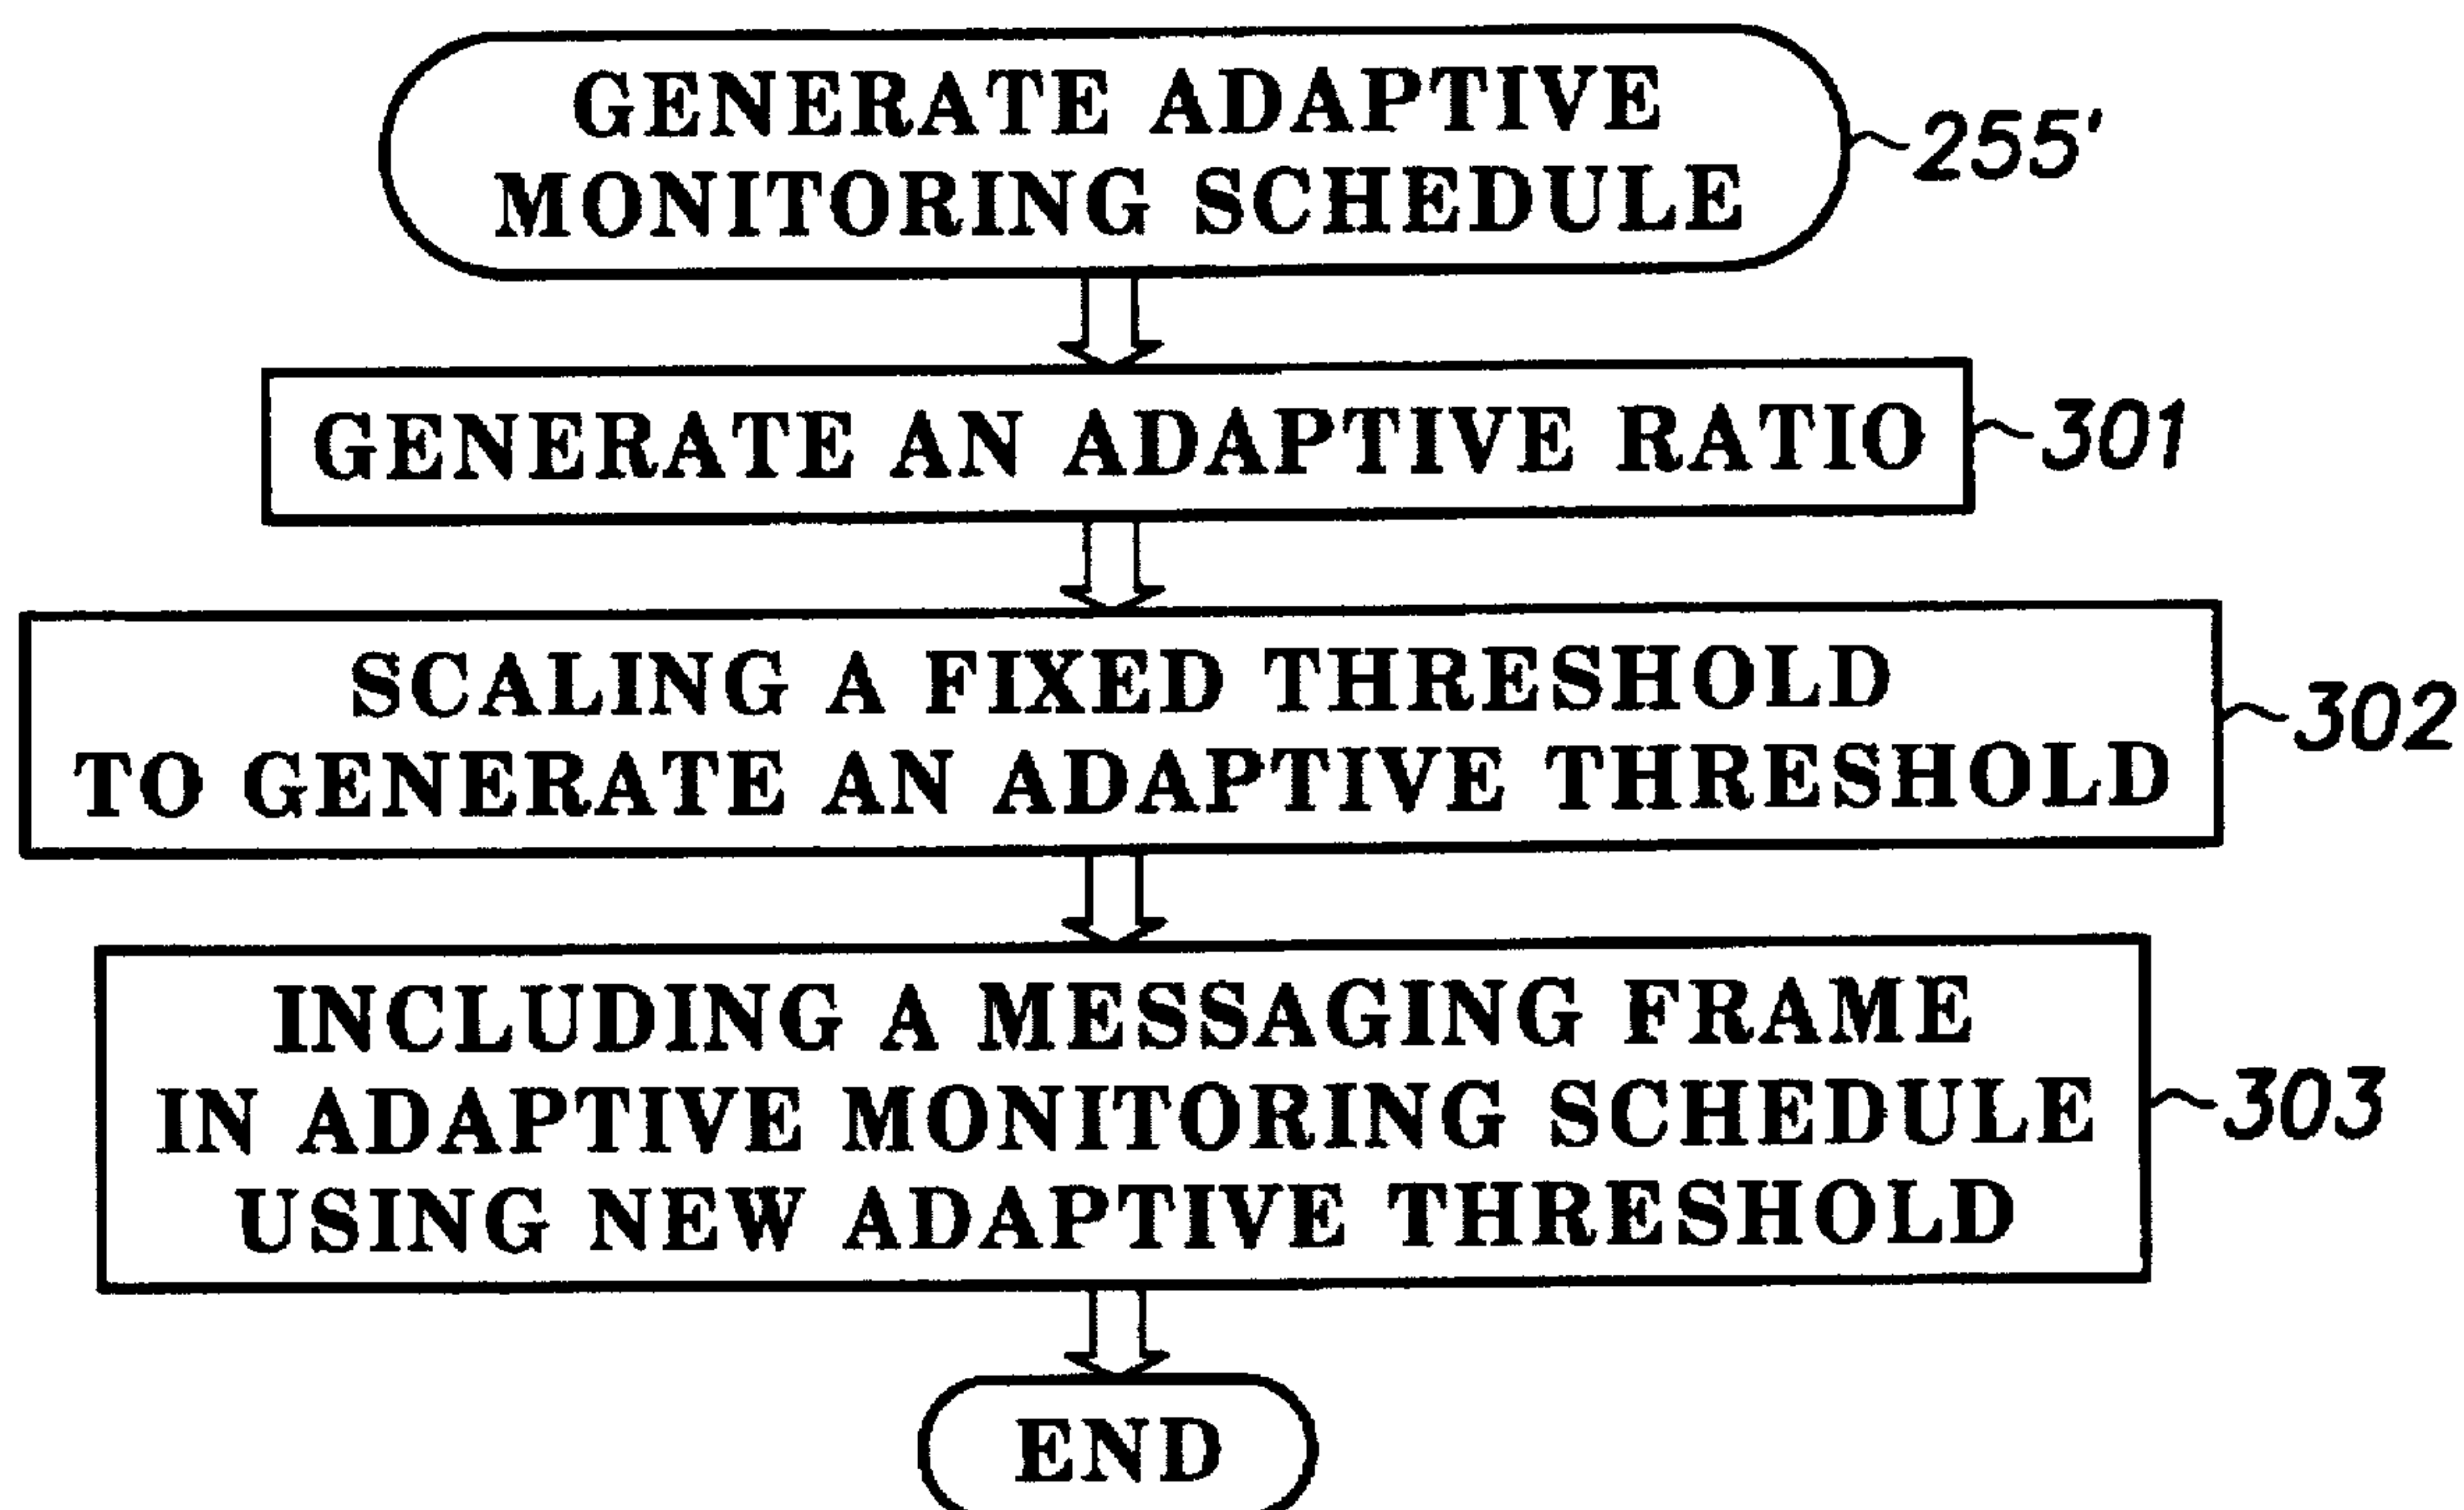 GENERATE ADAPTIVE
MONITORING SCHEDULE
255'
GENERATE AN ADAPTIVE RATIO
301
SCALING A FIXED THRESHOLD
TO GENERATE AN ADAPTIVE THRESHOLD
302
INCLUDING A MESSAGING FRAME
IN ADAPTIVE MONITORING SCHEDULE
USING NEW ADAPTIVE THRESHOLD
303
END